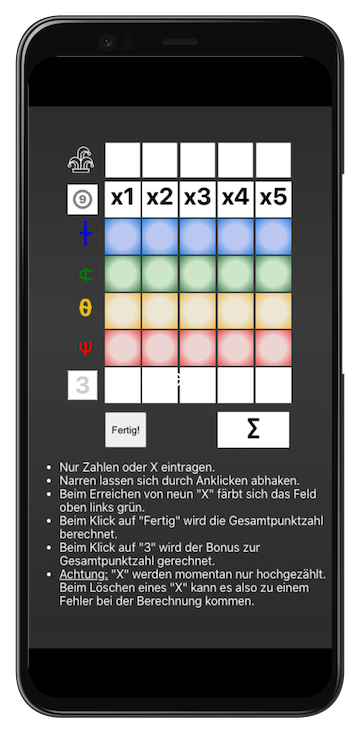 9 x1 x2 x3 x4 x5
θ
ψ
3
Fertig! Σ
Nur Zahlen oder X eintragen.
Narren lassen sich durch Anklicken abhaken.
Beim Erreichen von neun "X" färbt sich das Feld
oben links grün.
Beim Klick auf "Fertig" wird die Gesamtpunktzahl
berechnet.
Beim Klick auf "3" wird der Bonus zur
Gesamtpunktzahl gerechnet.
Achtung: "X" werden momentan nur hochgezählt.
Beim Löschen eines "X" kann es also zu einem
Fehler bei der Berechnung kommen.